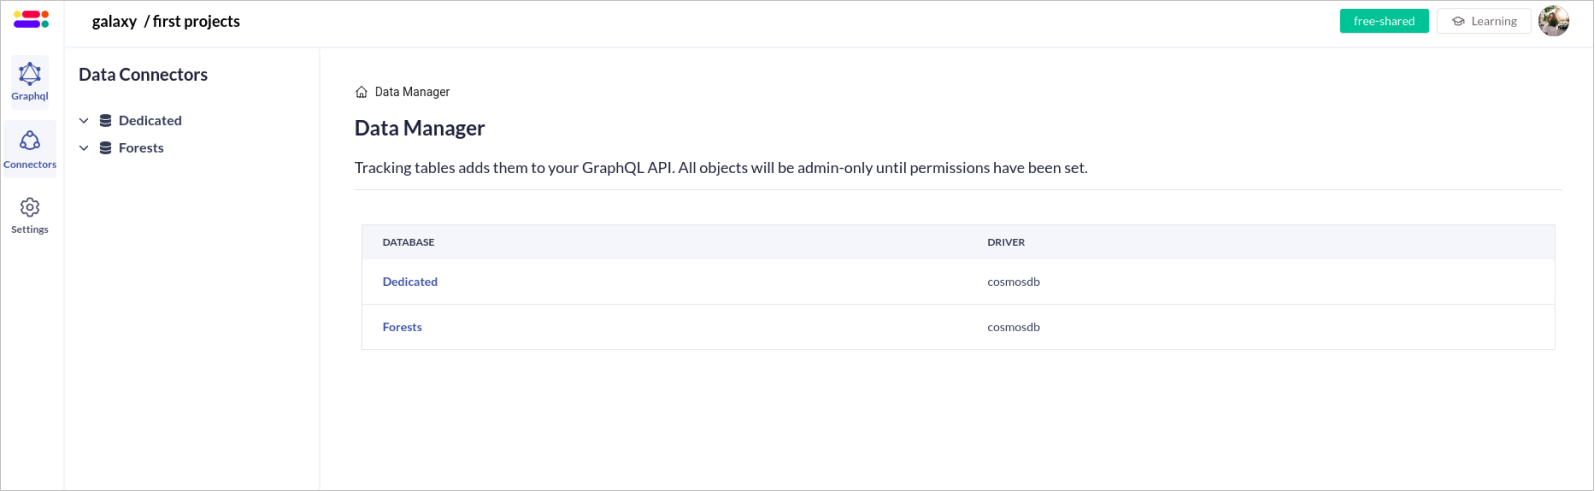 galaxy / first projects
free-shared
Learning
Graphql
Connectors
Settings
Data Connectors
Dedicated
Forests
Data Manager
Data Manager
Tracking tables adds them to your GraphQL API. All objects will be admin-only until permissions have been set.
DATABASE DRIVER
Dedicated cosmosdb
Forests cosmosdb